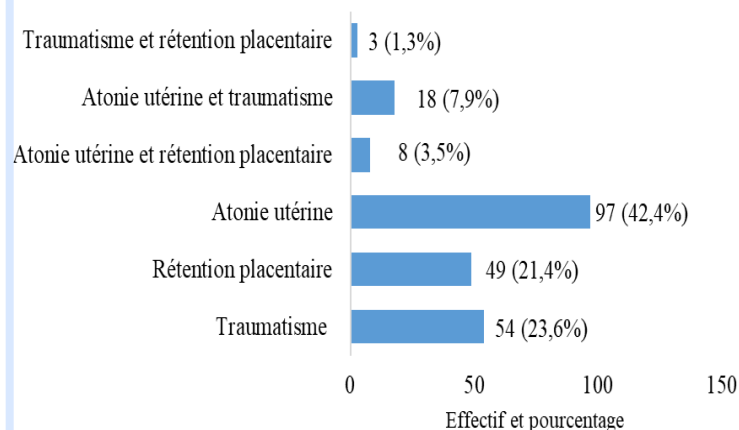 Traumatisme et rétention placentaire 3 (1,3%)
Atonie utérine et traumatisme 18 (7,9%)
Atonie utérine et rétention placentaire 8 (3,5%)
Atonie utérine 97 (42,4%)
Rétention placentaire 49 (21,4%)
Traumatisme 54 (23,6%)
0 50 100 150
Effectif et pourcentage